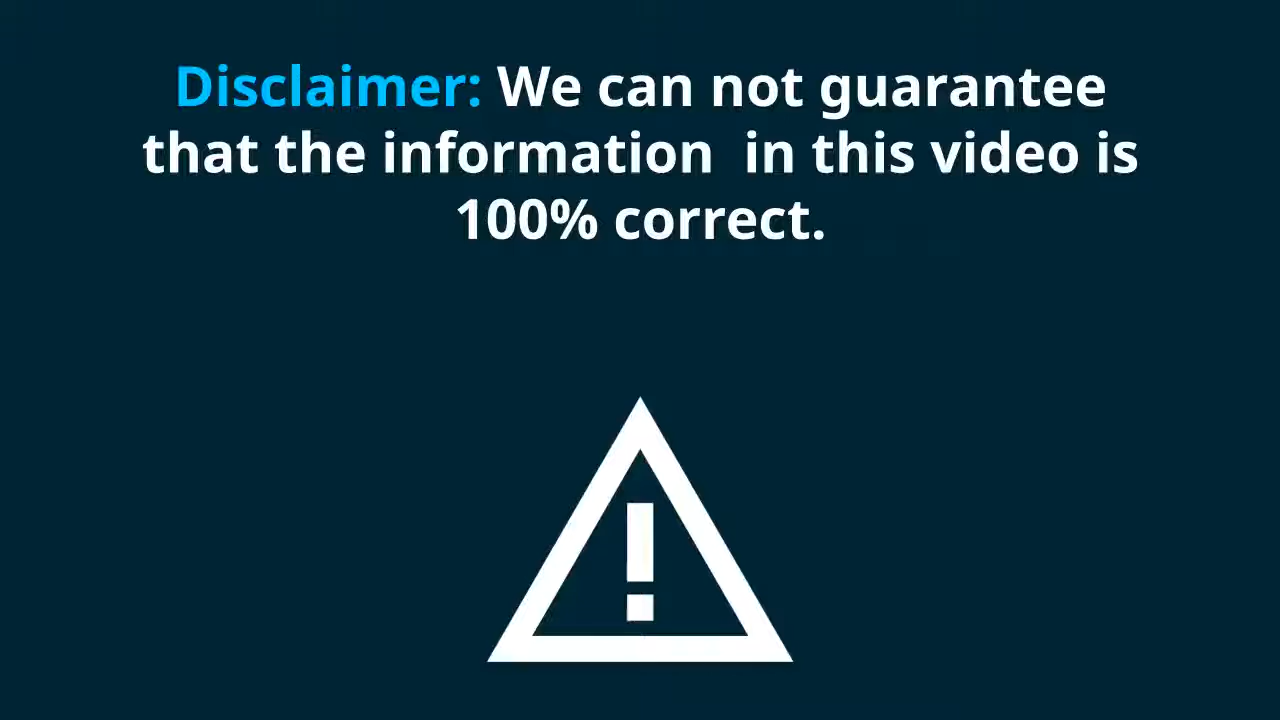 Disclaimer: We can not guarantee
that the information  in this video is
100% correct.